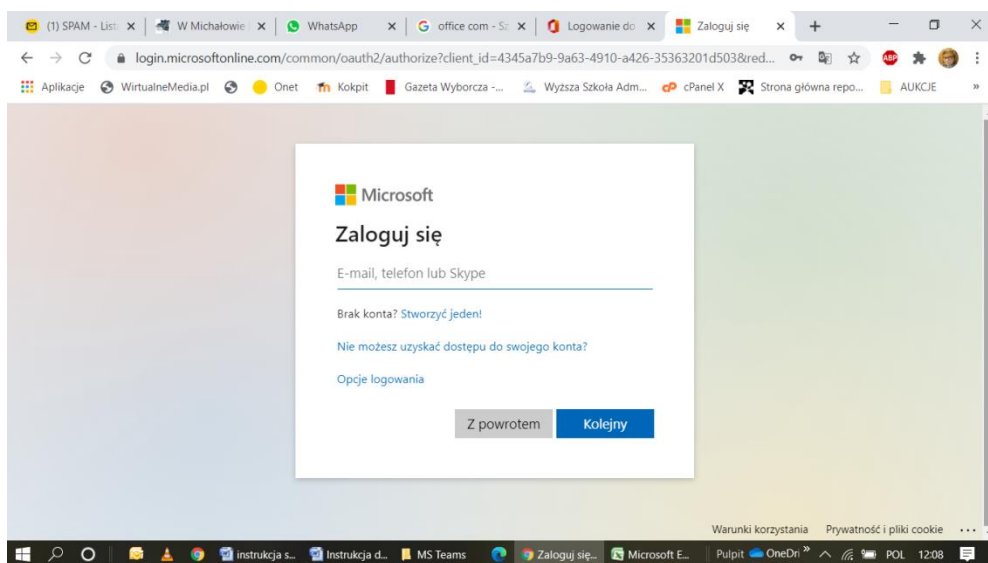 (1) SPAM - List W Michałowie WhatsApp office com - Sz Logowanie do Zaloguj się
login.microsoftonline.com/common/oauth2/authorize?client_id=4345a7b9-9a63-4910-a426-35363201d503&red... ABP
Aplikacje WirtualneMedia.pl Onet Kokpit Gazeta Wyborcza -... Wyższa Szkoła Adm... cPanel X Strona główna repo... AUKCJE »
Microsoft
Zaloguj się
E-mail, telefon lub Skype
Brak konta? Stworzyć jeden!
Nie możesz uzyskać dostępu do swojego konta?
Opcje logowania
Z powrotem Kolejny
Warunki korzystania Prywatność i pliki cookie ...
instrukcja s... Instrukcja d... MS Teams Zaloguj się... Microsoft E... Pulpit OneDri » POL 12:08